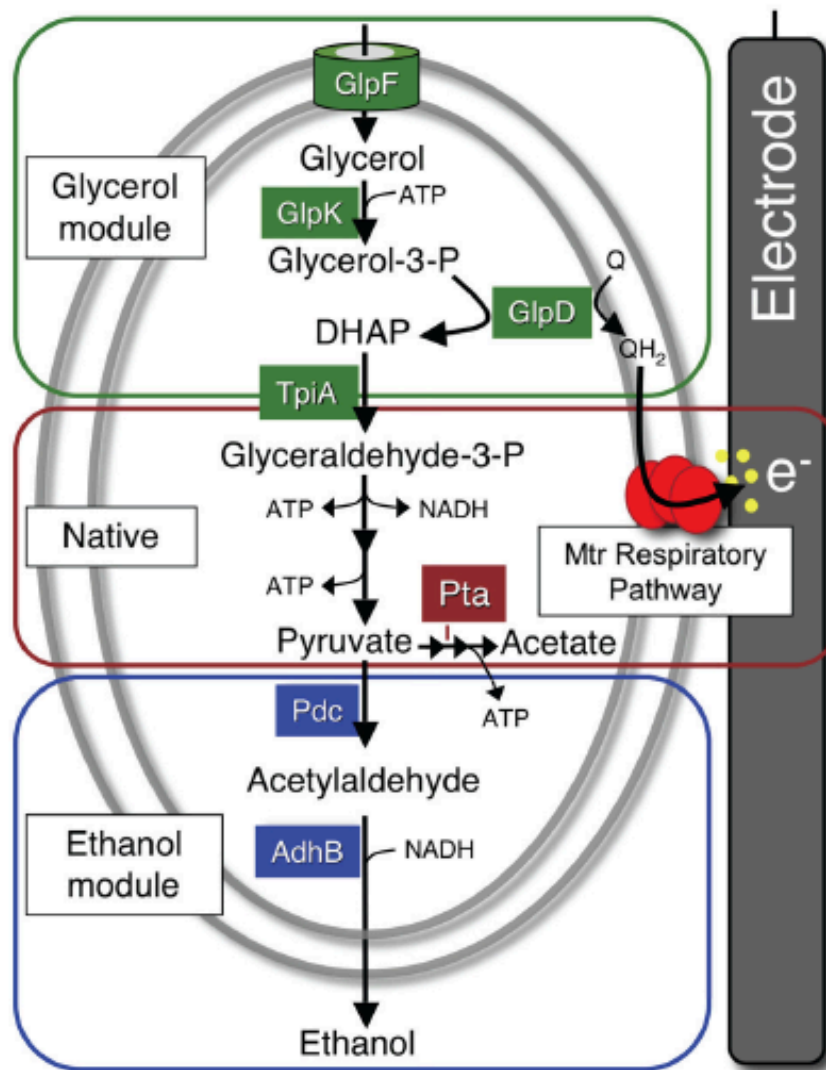 GlpF
Electrode
Glycerol
Glycerol
module
GlpK
ATP
Glycerol-3-P
Q
GlpD
DHAP
QH2
TpiA
Glyceraldehyde-3-P
e-
ATP
NADH
Native
Mtr Respiratory
Pathway
ATP
Pta
Pyruvate
Acetate
Pdc
ATP
Acetylaldehyde
Ethanol
module
AdhB
NADH
Ethanol